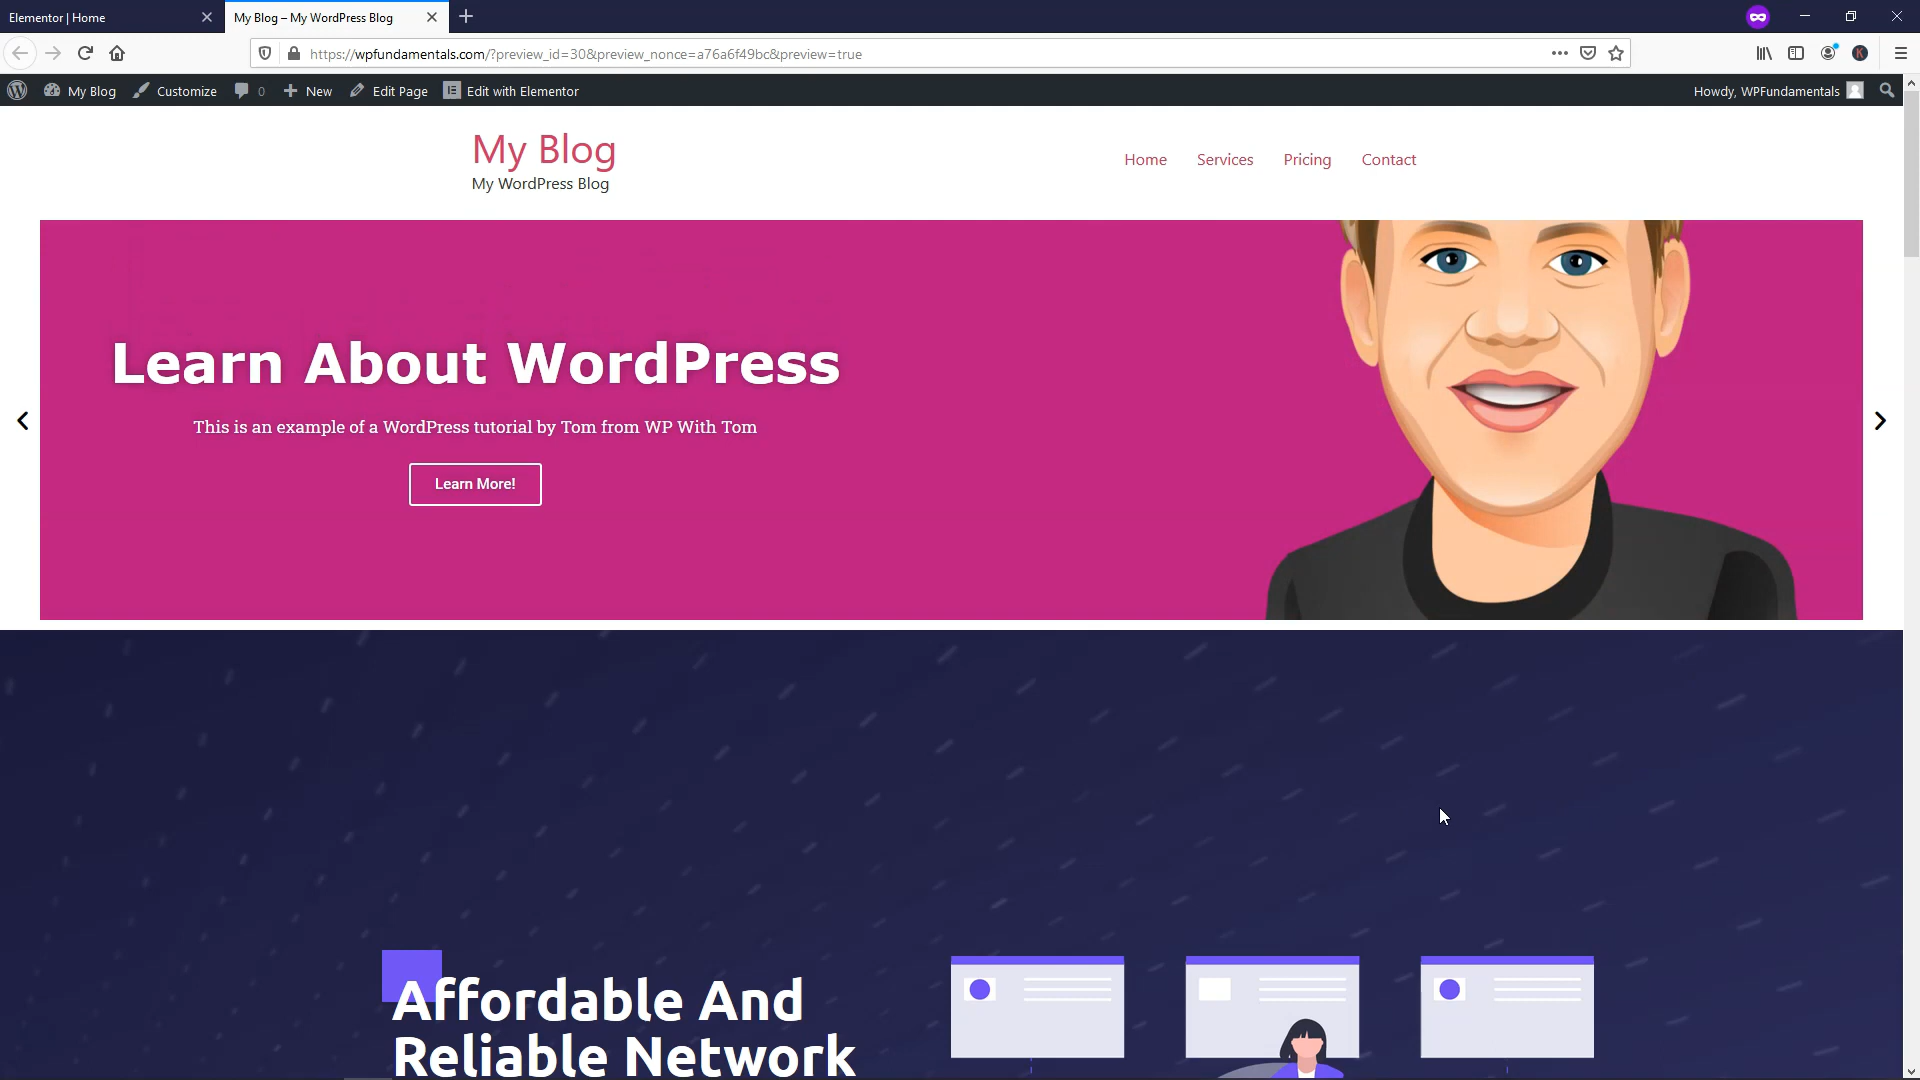 Elementor | Home
My Blog – My WordPress Blog
https://wpfundamentals.com/?preview_id=30&preview_nonce=a76a6f49bc&preview=true
My Blog
Customize
0
New
Edit Page
Edit with Elementor
Howdy, WPFundamentals
My Blog
My WordPress Blog
Home
Services
Pricing
Contact
Learn About WordPress
This is an example of a WordPress tutorial by Tom from WP With Tom
Learn More!
Affordable And
Reliable Network